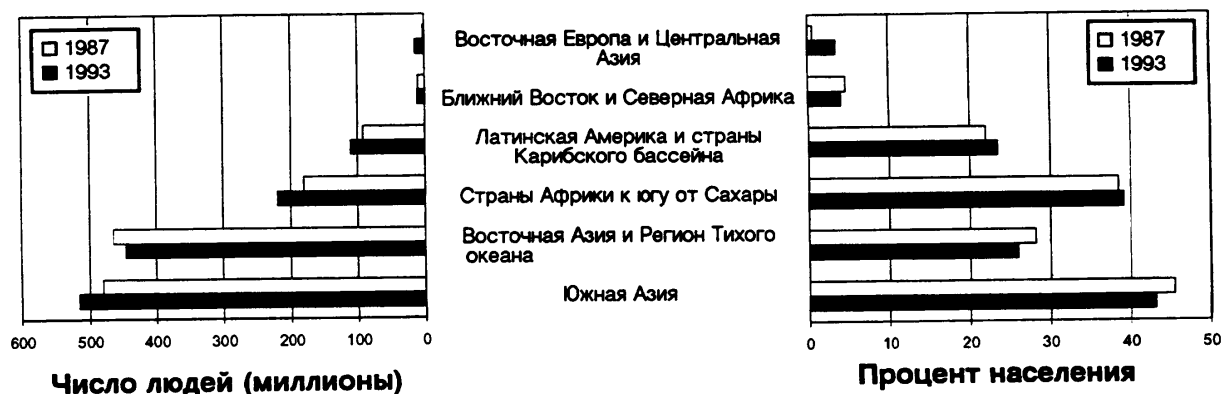 1987
1993
Восточная Европа и Центральная
Азия
Ближний Восток и Северная Африка
Латинская Америка и страны
Карибского бассейна
Страны Африки к югу от Сахары
Восточная Азия и Регион Тихого
океана
Южная Азия
1987
1993
600 500 400 300 200 100 0
Число людей (миллионы)
0 10 20 30 40 50
Процент населения